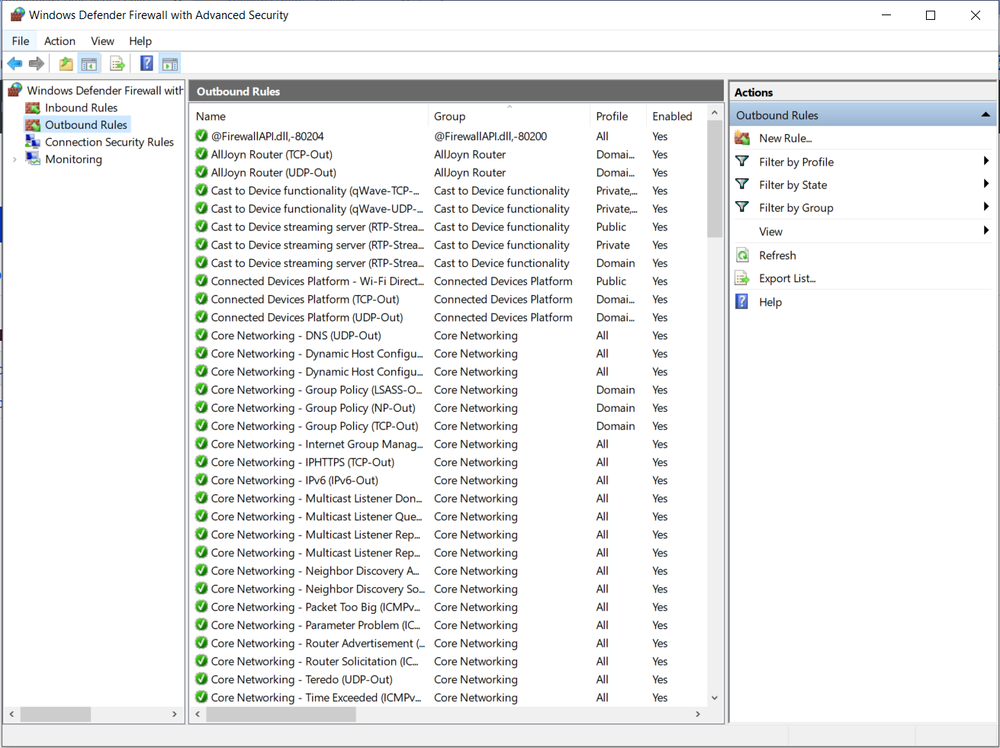 Windows Defender Firewall with Advanced Security
File Action View Help
Windows Defender Firewall with
Inbound Rules
Outbound Rules
Connection Security Rules
Monitoring
Outbound Rules
Name Group Profile Enabled
@FirewallAPI.dll,-80204 @FirewallAPI.dll,-80200 All Yes
AllJoyn Router (TCP-Out) AllJoyn Router Domai... Yes
AllJoyn Router (UDP-Out) AllJoyn Router Domai... Yes
Cast to Device functionality (qWave-TCP-... Cast to Device functionality Private,... Yes
Cast to Device functionality (qWave-UDP-... Cast to Device functionality Private,... Yes
Cast to Device streaming server (RTP-Strea... Cast to Device functionality Public Yes
Cast to Device streaming server (RTP-Strea... Cast to Device functionality Private Yes
Cast to Device streaming server (RTP-Strea... Cast to Device functionality Domain Yes
Connected Devices Platform - Wi-Fi Direct... Connected Devices Platform Public Yes
Connected Devices Platform (TCP-Out) Connected Devices Platform Domai... Yes
Connected Devices Platform (UDP-Out) Connected Devices Platform Domai... Yes
Core Networking - DNS (UDP-Out) Core Networking All Yes
Core Networking - Dynamic Host Configu... Core Networking All Yes
Core Networking - Dynamic Host Configu... Core Networking All Yes
Core Networking - Group Policy (LSASS-O... Core Networking Domain Yes
Core Networking - Group Policy (NP-Out) Core Networking Domain Yes
Core Networking - Group Policy (TCP-Out) Core Networking Domain Yes
Core Networking - Internet Group Manag... Core Networking All Yes
Core Networking - IPHTTPS (TCP-Out) Core Networking All Yes
Core Networking - IPv6 (IPv6-Out) Core Networking All Yes
Core Networking - Multicast Listener Don... Core Networking All Yes
Core Networking - Multicast Listener Que... Core Networking All Yes
Core Networking - Multicast Listener Rep... Core Networking All Yes
Core Networking - Multicast Listener Rep... Core Networking All Yes
Core Networking - Neighbor Discovery A... Core Networking All Yes
Core Networking - Neighbor Discovery So... Core Networking All Yes
Core Networking - Packet Too Big (ICMPv... Core Networking All Yes
Core Networking - Parameter Problem (IC... Core Networking All Yes
Core Networking - Router Advertisement (... Core Networking All Yes
Core Networking - Router Solicitation (IC... Core Networking All Yes
Core Networking - Teredo (UDP-Out) Core Networking All Yes
Core Networking - Time Exceeded (ICMPv... Core Networking All Yes
Actions
Outbound Rules
New Rule...
Filter by Profile
Filter by State
Filter by Group
View
Refresh
Export List...
Help